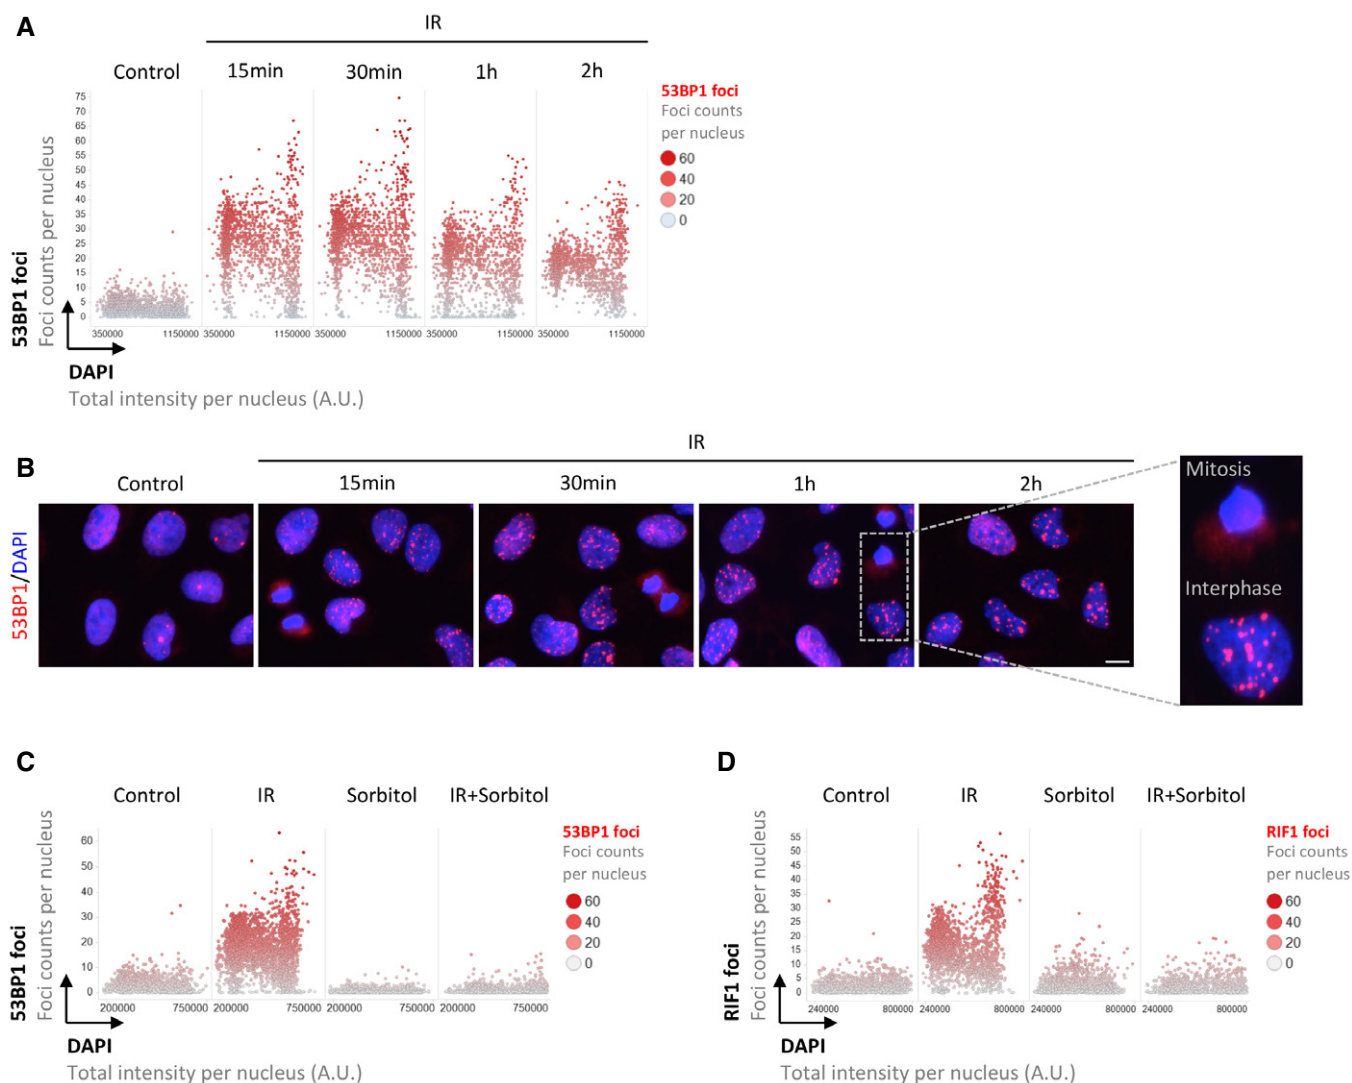 A
IR
Control 15min 30min 1h 2h
53BP1 foci
Foci counts per nucleus
75
70
65
60
55
50
45
40
35
30
25
20
15
10
5
0
350000 1150000 350000 1150000 350000 1150000 350000 1150000 350000 1150000
DAPI
Total intensity per nucleus (A.U.)
53BP1 foci
Foci counts
per nucleus
60
40
20
0
B
IR
Control 15min 30min 1h 2h
53BP1/DAPI
Mitosis
Interphase
C
Control IR Sorbitol IR+Sorbitol
53BP1 foci
Foci counts per nucleus
60
50
40
30
20
10
0
200000 7500000 200000 7500000 200000 7500000 200000 7500000
DAPI
Total intensity per nucleus (A.U.)
53BP1 foci
Foci counts
per nucleus
60
40
20
0
D
Control IR Sorbitol IR+Sorbitol
RIF1 foci
Foci counts per nucleus
55
50
45
40
35
30
25
20
15
10
5
0
240000 800000 240000 800000 240000 800000 240000 800000
DAPI
Total intensity per nucleus (A.U.)
RIF1 foci
Foci counts
per nucleus
60
40
20
0